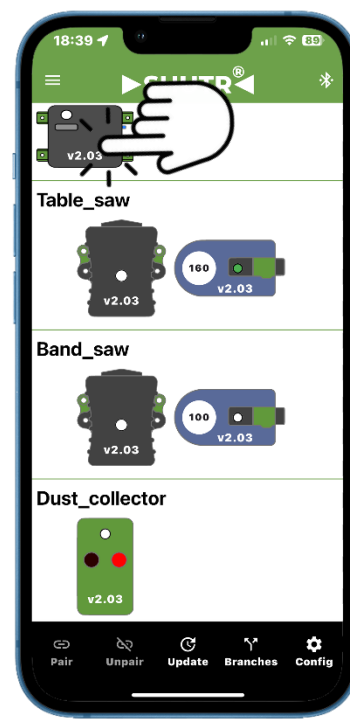 18:39
89
SHUTR®
v2.03
Table_saw
v2.03
160
v2.03
Band_saw
v2.03
100
v2.03
Dust_collector
v2.03
Pair Unpair Update Branches Config